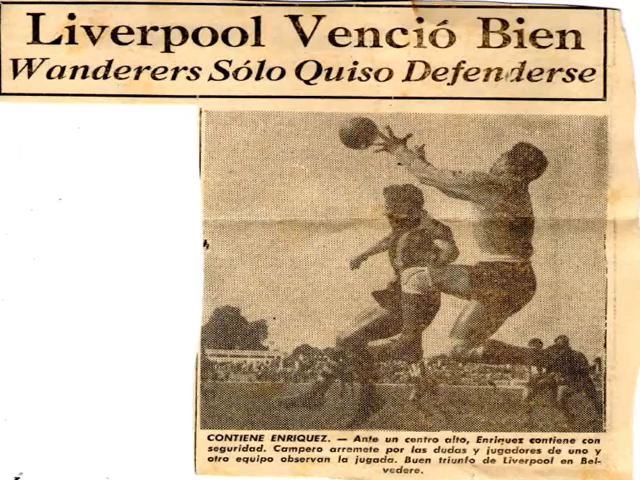 Liverpool Venció Bien
Wanderers Sólo Quiso Defenderse
CONTIENE ENRIQUEZ. — Ante un centro alto, Enriquez contiene con
seguridad. Campero arremete por las dudas y jugadores de uno y
otro equipo observan la jugada. Buen triunfo de Liverpool en Bel-
vedere.